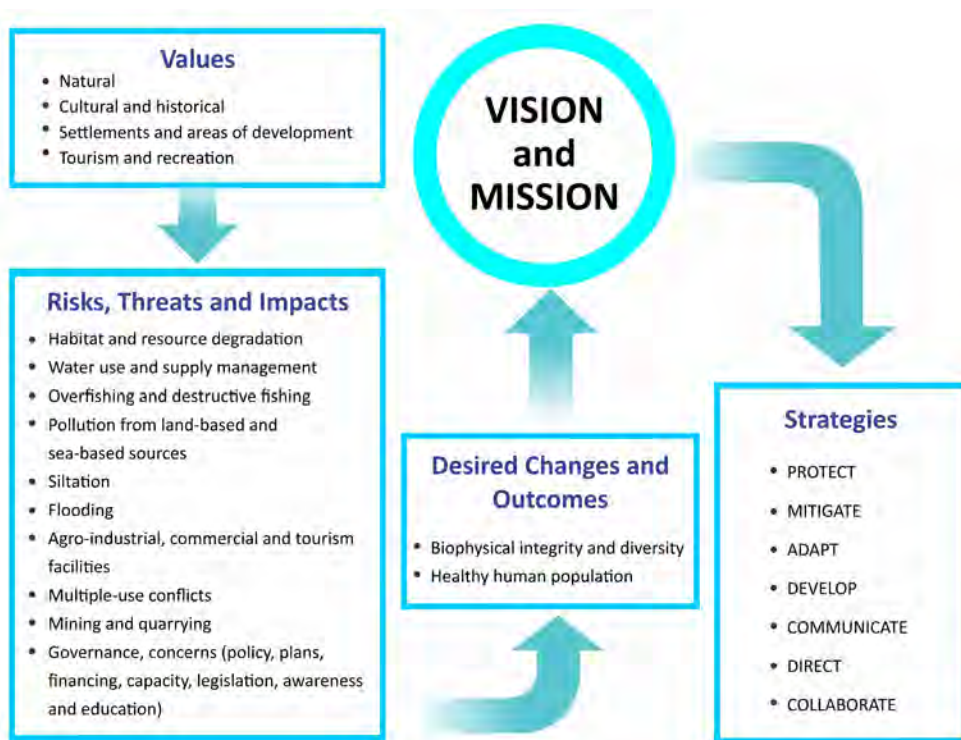 Values
• Natural
• Cultural and historical
• Settlements and areas of development
• Tourism and recreation
Risks, Threats and Impacts
• Habitat and resource degradation
• Water use and supply management
• Overfishing and destructive fishing
• Pollution from land-based and
sea-based sources
• Siltation
• Flooding
• Agro-industrial, commercial and tourism
facilities
• Multiple-use conflicts
• Mining and quarrying
• Governance, concerns (policy, plans,
financing, capacity, legislation, awareness
and education)
Desired Changes and
Outcomes
• Biophysical integrity and diversity
• Healthy human population
VISION
and
MISSION
Strategies
• PROTECT
• MITIGATE
• ADAPT
• DEVELOP
• COMMUNICATE
• DIRECT
• COLLABORATE